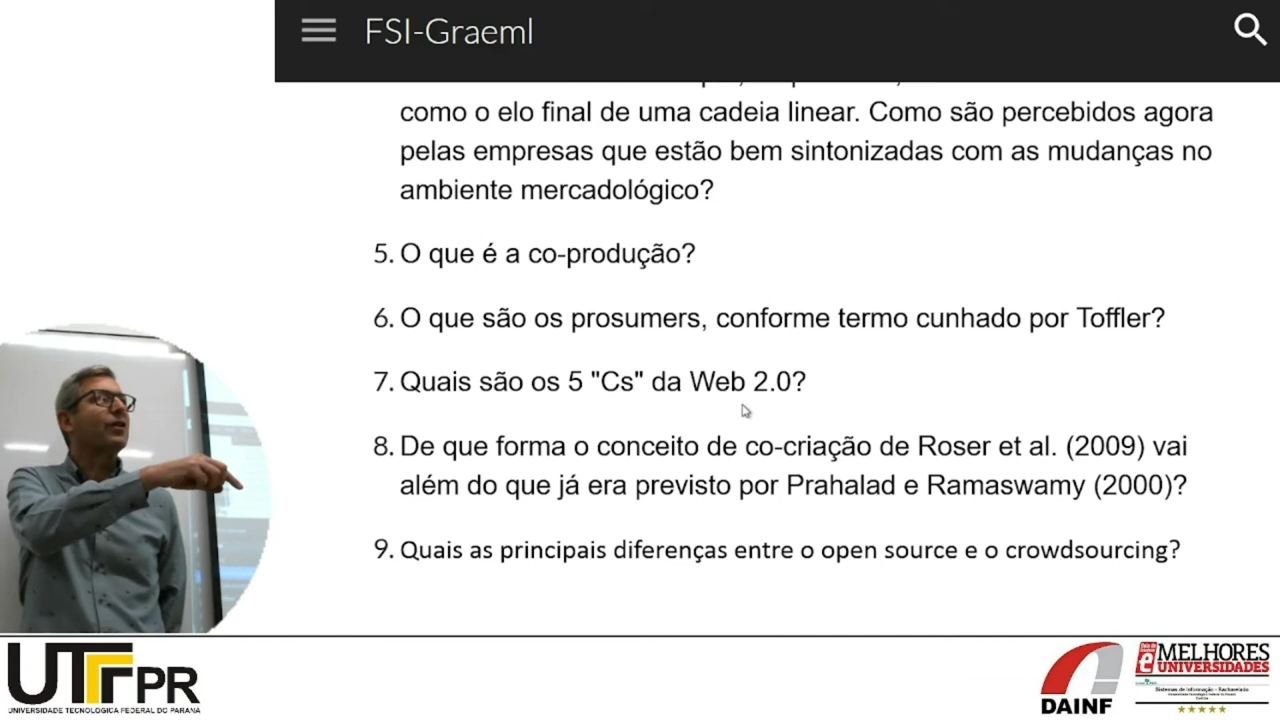 FSI-Graeml
como o elo final de uma cadeia linear. Como são percebidos agora
pelas empresas que estão bem sintonizadas com as mudanças no
ambiente mercadológico?
5. O que é a co-produção?
6. O que são os prosumers, conforme termo cunhado por Toffler?
7. Quais são os 5 "Cs" da Web 2.0?
8. De que forma o conceito de co-criação de Roser et al. (2009) vai
além do que já era previsto por Prahalad e Ramaswamy (2000)?
9. Quais as principais diferenças entre o open source e o crowdsourcing?
UTFPR
UNIVERSIDADE TECNOLÓGICA FEDERAL DO PARANÁ
DAINF
MELHORES
UNIVERSIDADES
Sistemas de Informação - Bacharelado